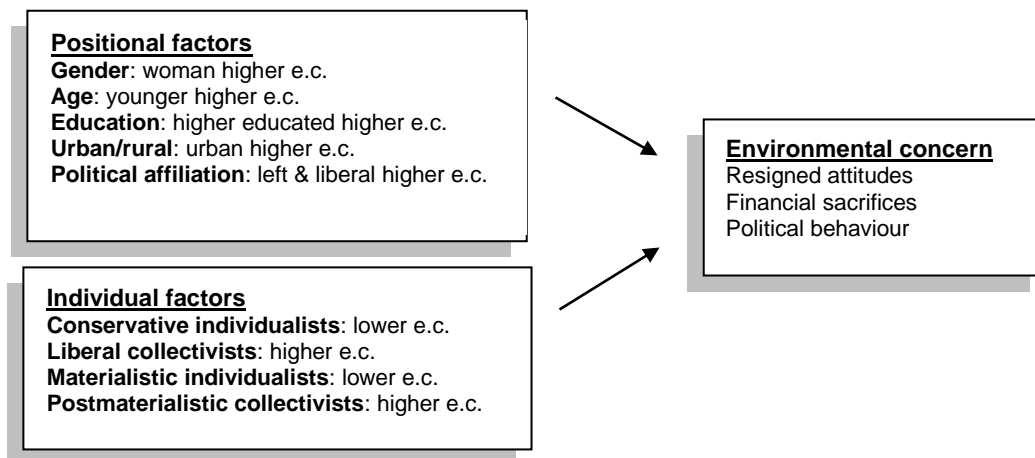 Positional factors
Gender: woman higher e.c.
Age: younger higher e.c.
Education: higher educated higher e.c.
Urban/rural: urban higher e.c.
Political affiliation: left & liberal higher e.c.
Environmental concern
Resigned attitudes
Financial sacrifices
Political behaviour
Individual factors
Conservative individualists: lower e.c.
Liberal collectivists: higher e.c.
Materialistic individualists: lower e.c.
Postmaterialistic collectivists: higher e.c.